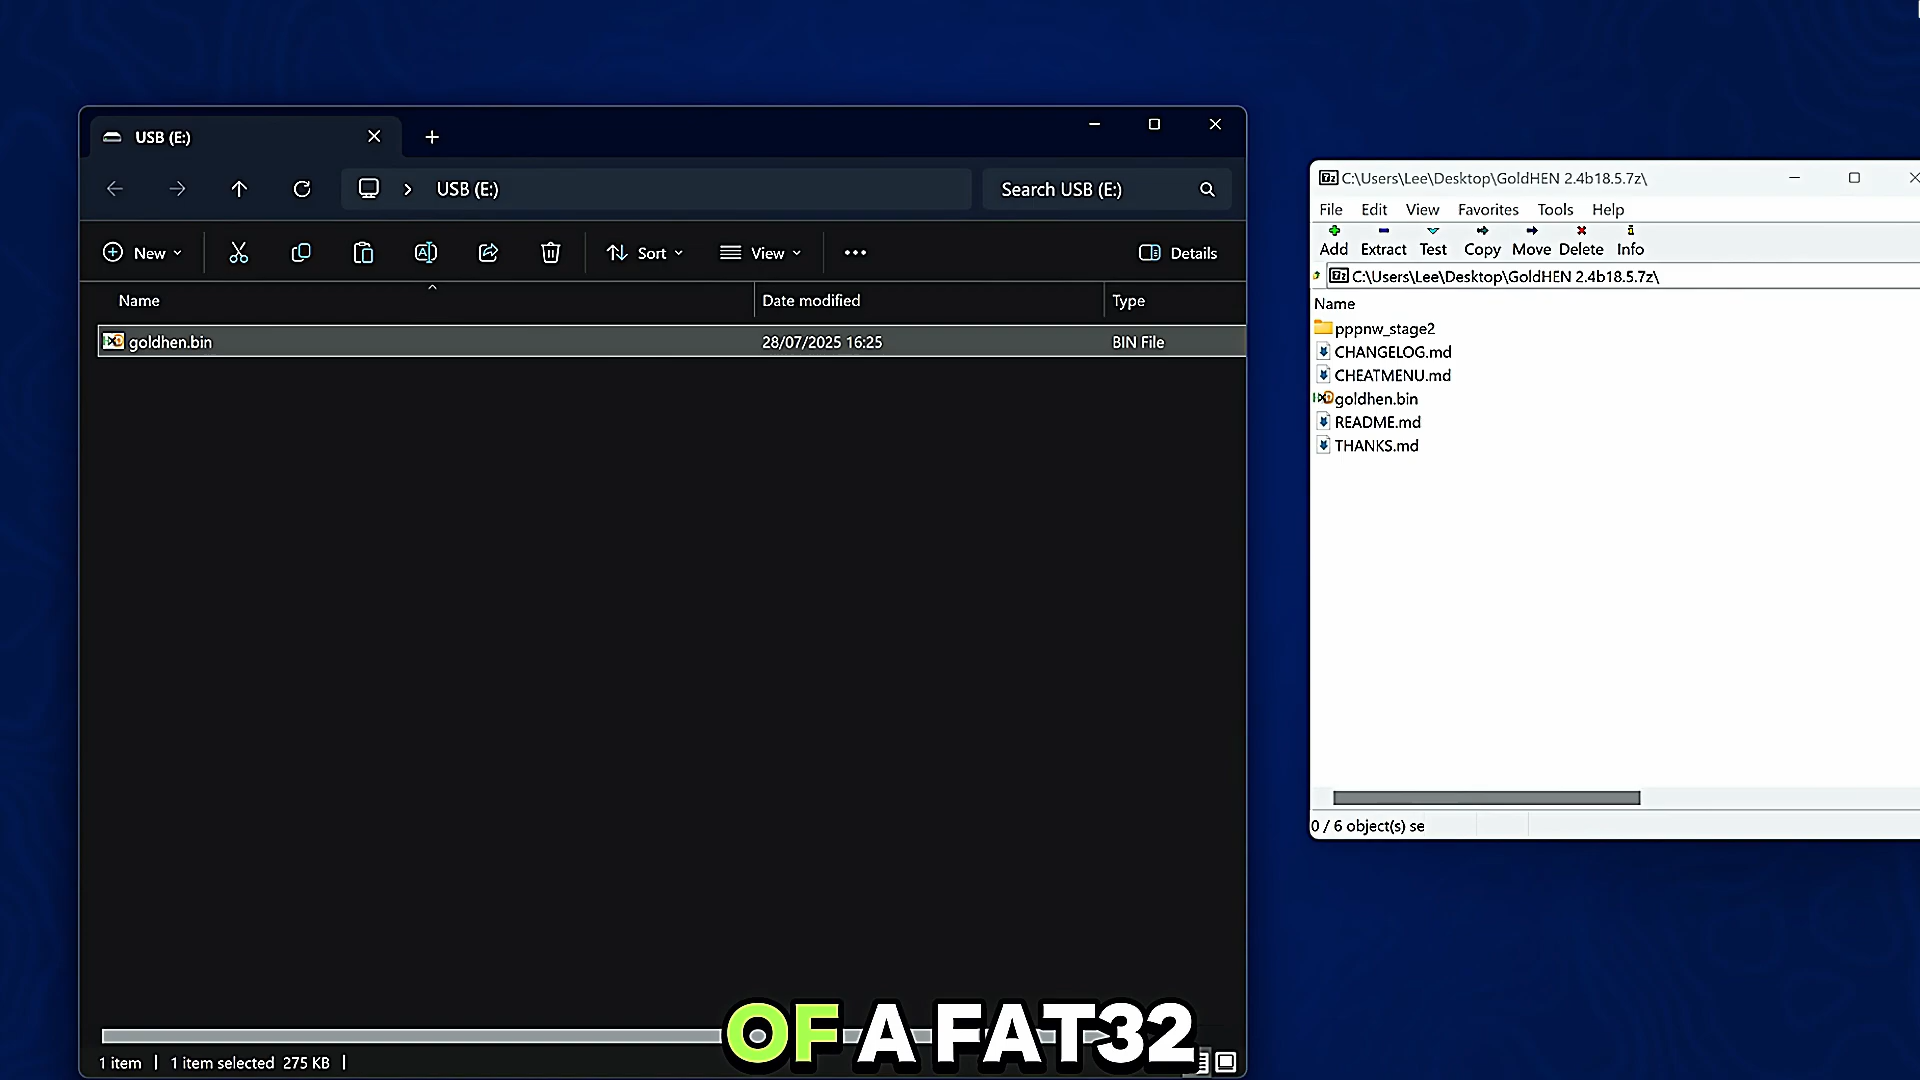 USB (E:)
USB (E:)
Search USB (E:)
New
Sort
View
Details
Name
Date modified
Type
goldhen.bin
28/07/2025 16:25
BIN File
1 item
1 item selected 275 KB
C:\Users\Lee\Desktop\GoldHEN 2.4b18.5.7z\
File Edit View Favorites Tools Help
Add Extract Test Copy Move Delete Info
C:\Users\Lee\Desktop\GoldHEN 2.4b18.5.7z\
Name
pppnw_stage2
CHANGELOG.md
CHEATMENU.md
goldhen.bin
README.md
THANKS.md
0 / 6 object(s) se
OF A FAT32